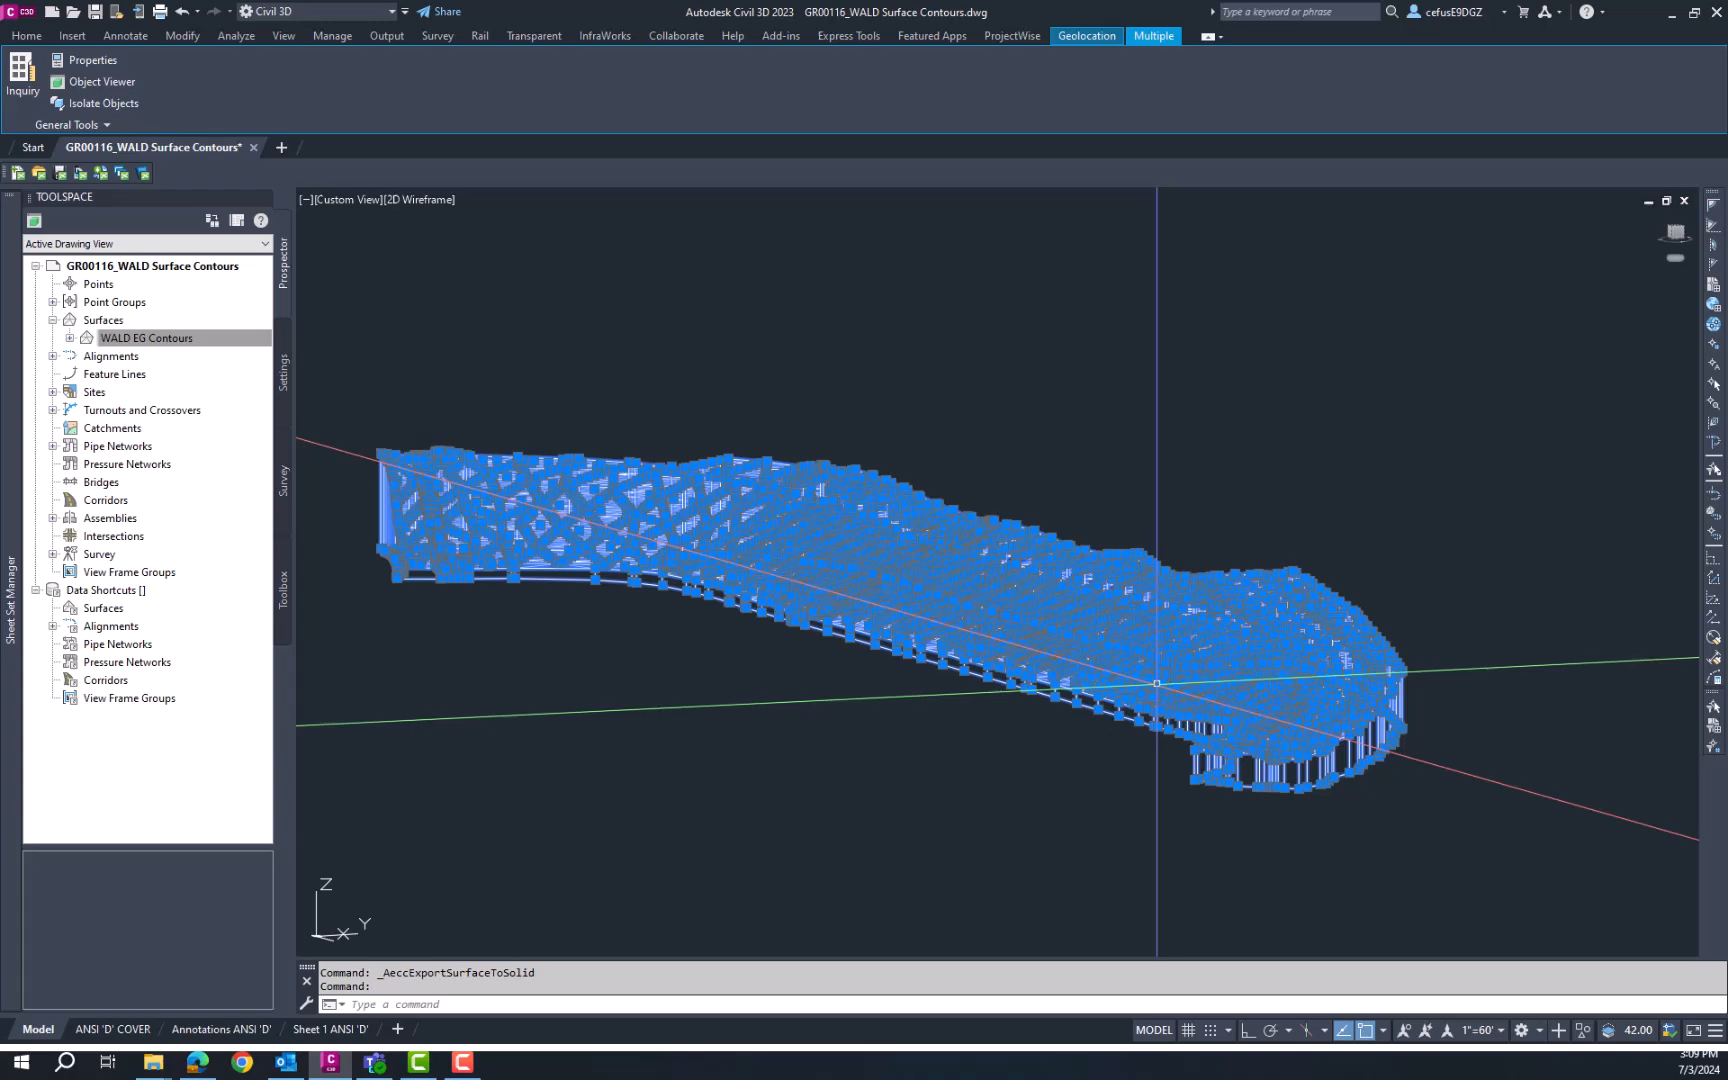 C C3D Civil 3D Share Autodesk Civil 3D 2023 GR00116_WALD Surface Contours.dwg Type a keyword or phrase cefusE9DGZ
Home Insert Annotate Modify Analyze View Manage Output Survey Rail Transparent InfraWorks Collaborate Help Add-ins Express Tools Featured Apps ProjectWise Geolocation Multiple
Properties
Object Viewer
Inquiry
Isolate Objects
General Tools
Start GR00116_WALD Surface Contours*
TOOLSPACE
[−][Custom View][2D Wireframe]
Active Drawing View
GR00116_WALD Surface Contours
Points
Point Groups
Surfaces
WALD EG Contours
Alignments
Feature Lines
Sites
Turnouts and Crossovers
Catchments
Pipe Networks
Pressure Networks
Bridges
Corridors
Assemblies
Intersections
Survey
View Frame Groups
Data Shortcuts []
Surfaces
Alignments
Pipe Networks
Pressure Networks
Corridors
View Frame Groups
Prospector
Settings
Survey
Toolbox
Sheet Set Manager
Z
Y
X
Command: _AeccExportSurfaceToSolid
Command:
Type a command
Model ANSI 'D' COVER Annotations ANSI 'D' Sheet 1 ANSI 'D' MODEL 1"=60' 42.00
3:09 PM
7/3/2024